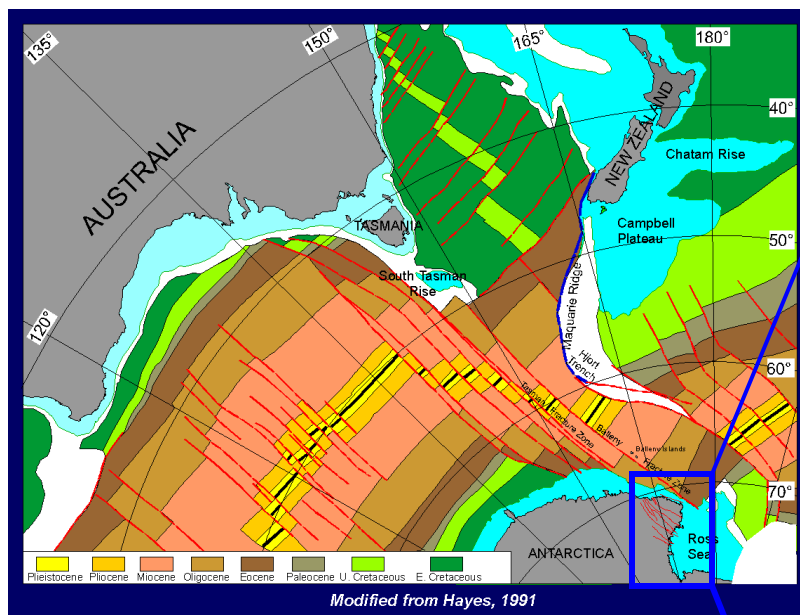 135°
150°
165°
180°
40°
NEW ZEALAND
Chatam Rise
AUSTRALIA
TASMANIA
Campbell
Plateau
50°
South Tasman
Rise
Maquarie Ridge
120°
Hjort
Trench
60°
Tasman Fracture Zone
Balleny
Balleny Islands
Fracture Zone
70°
ANTARCTICA
Ross
Sea
Plieistocene
Pliocene
Miocene
Oligocene
Eocene
Paleocene
U. Cretaceous
E. Cretaceous
Modified from Hayes, 1991